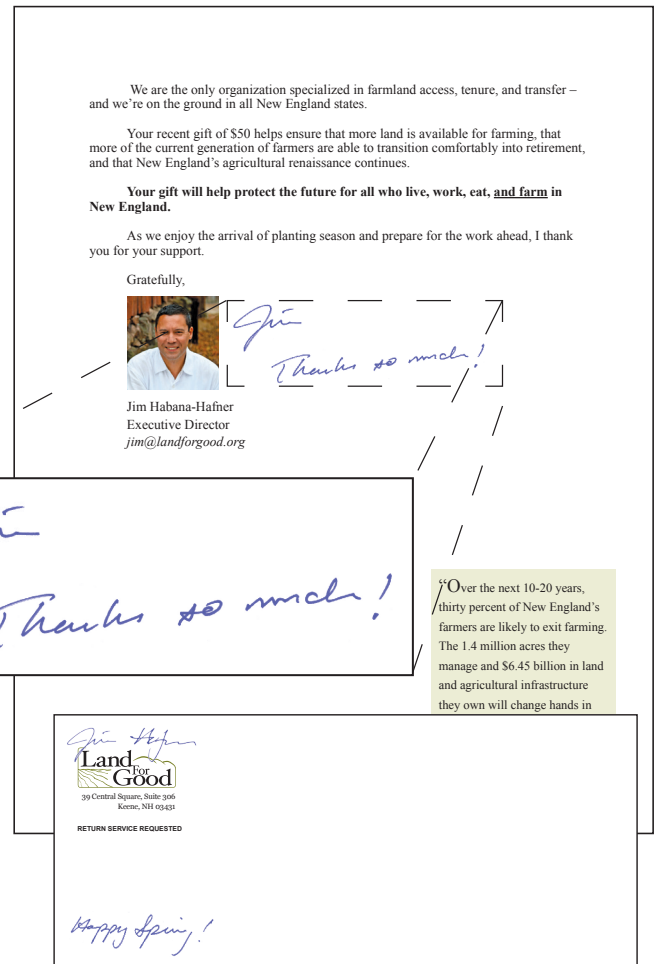 We are the only organization specialized in farmland access, tenure, and transfer –
and we're on the ground in all New England states.
Your recent gift of $50 helps ensure that more land is available for farming, that
more of the current generation of farmers are able to transition comfortably into retirement,
and that New England's agricultural renaissance continues.
Your gift will help protect the future for all who live, work, eat, and farm in
New England.
As we enjoy the arrival of planting season and prepare for the work ahead, I thank
you for your support.
Gratefully,
Jim
Thanks so much!
Jim Habana-Hafner
Executive Director
jim@landforgood.org
Thanks so much!
“Over the next 10-20 years,
thirty percent of New England's
farmers are likely to exit farming.
The 1.4 million acres they
manage and $6.45 billion in land
and agricultural infrastructure
they own will change hands in
Jim Hafner
Land
For
Good
39 Central Square, Suite 306
Keene, NH 03431
RETURN SERVICE REQUESTED
Happy Spring!